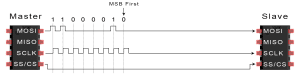 MSB First
Master
1 1 0 0 0 0 1 0
Slave
MOSI
MOSI
MISO
MISO
SCLK
SCLK
SS/CS
SS/CS